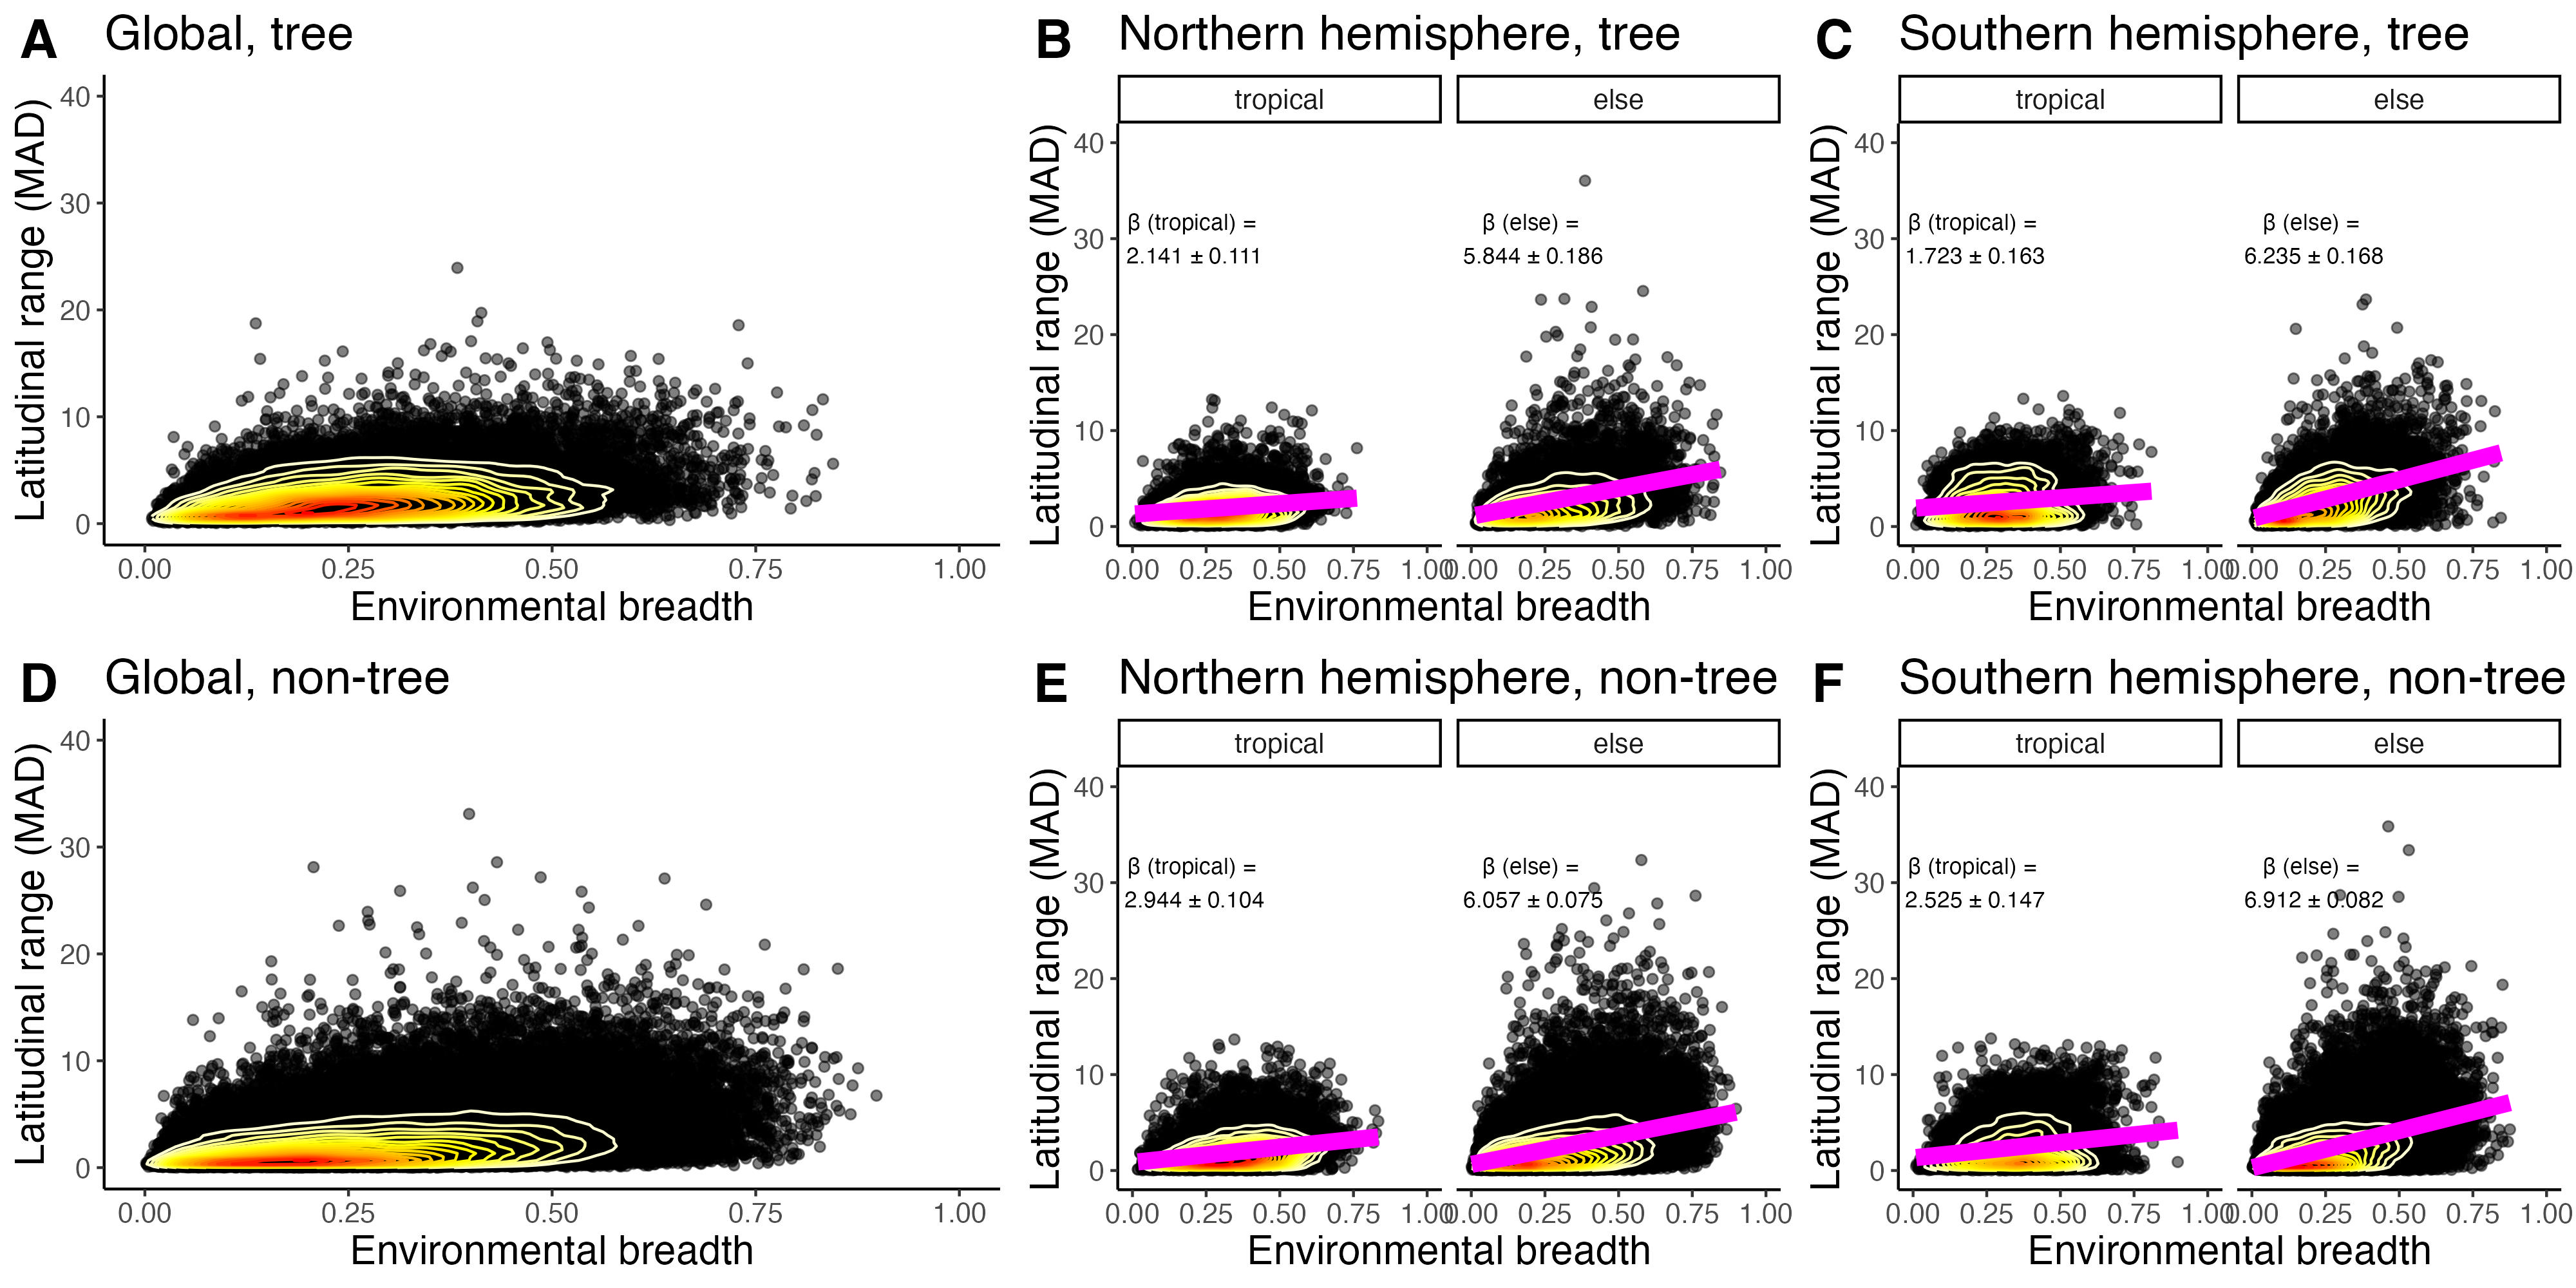 A Global, tree
Latitudinal range (MAD)
40
30
20
10
0
0.00 0.25 0.50 0.75 1.00
Environmental breadth
B Northern hemisphere, tree
tropical else
Latitudinal range (MAD)
40
30
20
10
0
β (tropical) =
2.141 ± 0.111
β (else) =
5.844 ± 0.186
0.00 0.25 0.50 0.75 1.00 0.00 0.25 0.50 0.75 1.00
Environmental breadth
C Southern hemisphere, tree
tropical else
Latitudinal range (MAD)
40
30
20
10
0
β (tropical) =
1.723 ± 0.163
β (else) =
6.235 ± 0.168
0.00 0.25 0.50 0.75 1.00 0.00 0.25 0.50 0.75 1.00
Environmental breadth
D Global, non-tree
Latitudinal range (MAD)
40
30
20
10
0
0.00 0.25 0.50 0.75 1.00
Environmental breadth
E Northern hemisphere, non-tree
tropical else
Latitudinal range (MAD)
40
30
20
10
0
β (tropical) =
2.944 ± 0.104
β (else) =
6.057 ± 0.075
0.00 0.25 0.50 0.75 1.00 0.00 0.25 0.50 0.75 1.00
Environmental breadth
F Southern hemisphere, non-tree
tropical else
Latitudinal range (MAD)
40
30
20
10
0
β (tropical) =
2.525 ± 0.147
β (else) =
6.912 ± 0.082
0.00 0.25 0.50 0.75 1.00 0.00 0.25 0.50 0.75 1.00
Environmental breadth